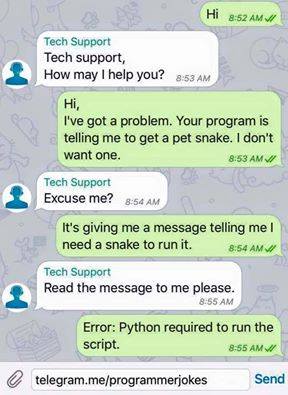 Hi
8:52 AM
Tech Support
Tech support,
How may I help you?
8:53 AM
Hi,
I've got a problem. Your program is
telling me to get a pet snake. I don't
want one.
8:53 AM
Tech Support
Excuse me?
8:54 AM
It's giving me a message telling me I
need a snake to run it.
8:54 AM
Tech Support
Read the message to me please.
8:55 AM
Error: Python required to run the
script.
8:55 AM
telegram.me/programmerjokes
Send